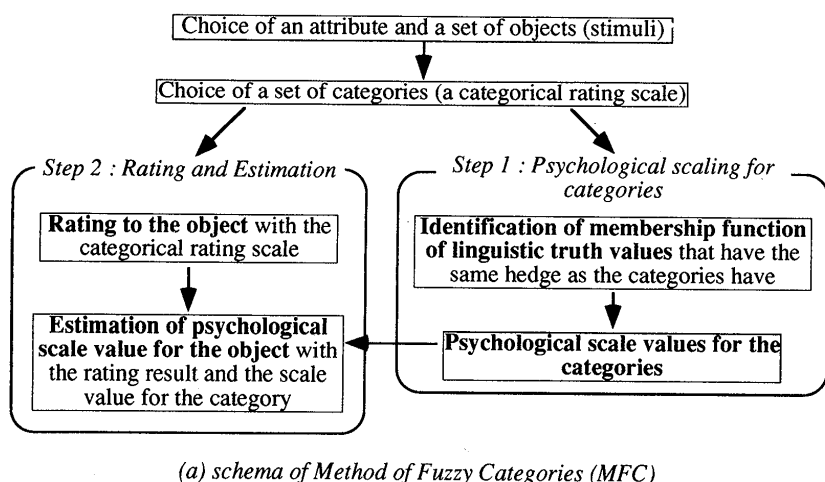 Choice of an attribute and a set of objects (stimuli)
Choice of a set of categories (a categorical rating scale)
Step 2 : Rating and Estimation
Rating to the object with the
categorical rating scale
Estimation of psychological
scale value for the object with
the rating result and the scale
value for the category
Step 1 : Psychological scaling for
categories
Identification of membership function
of linguistic truth values that have the
same hedge as the categories have
Psychological scale values for the
categories
(a) schema of Method of Fuzzy Categories (MFC)